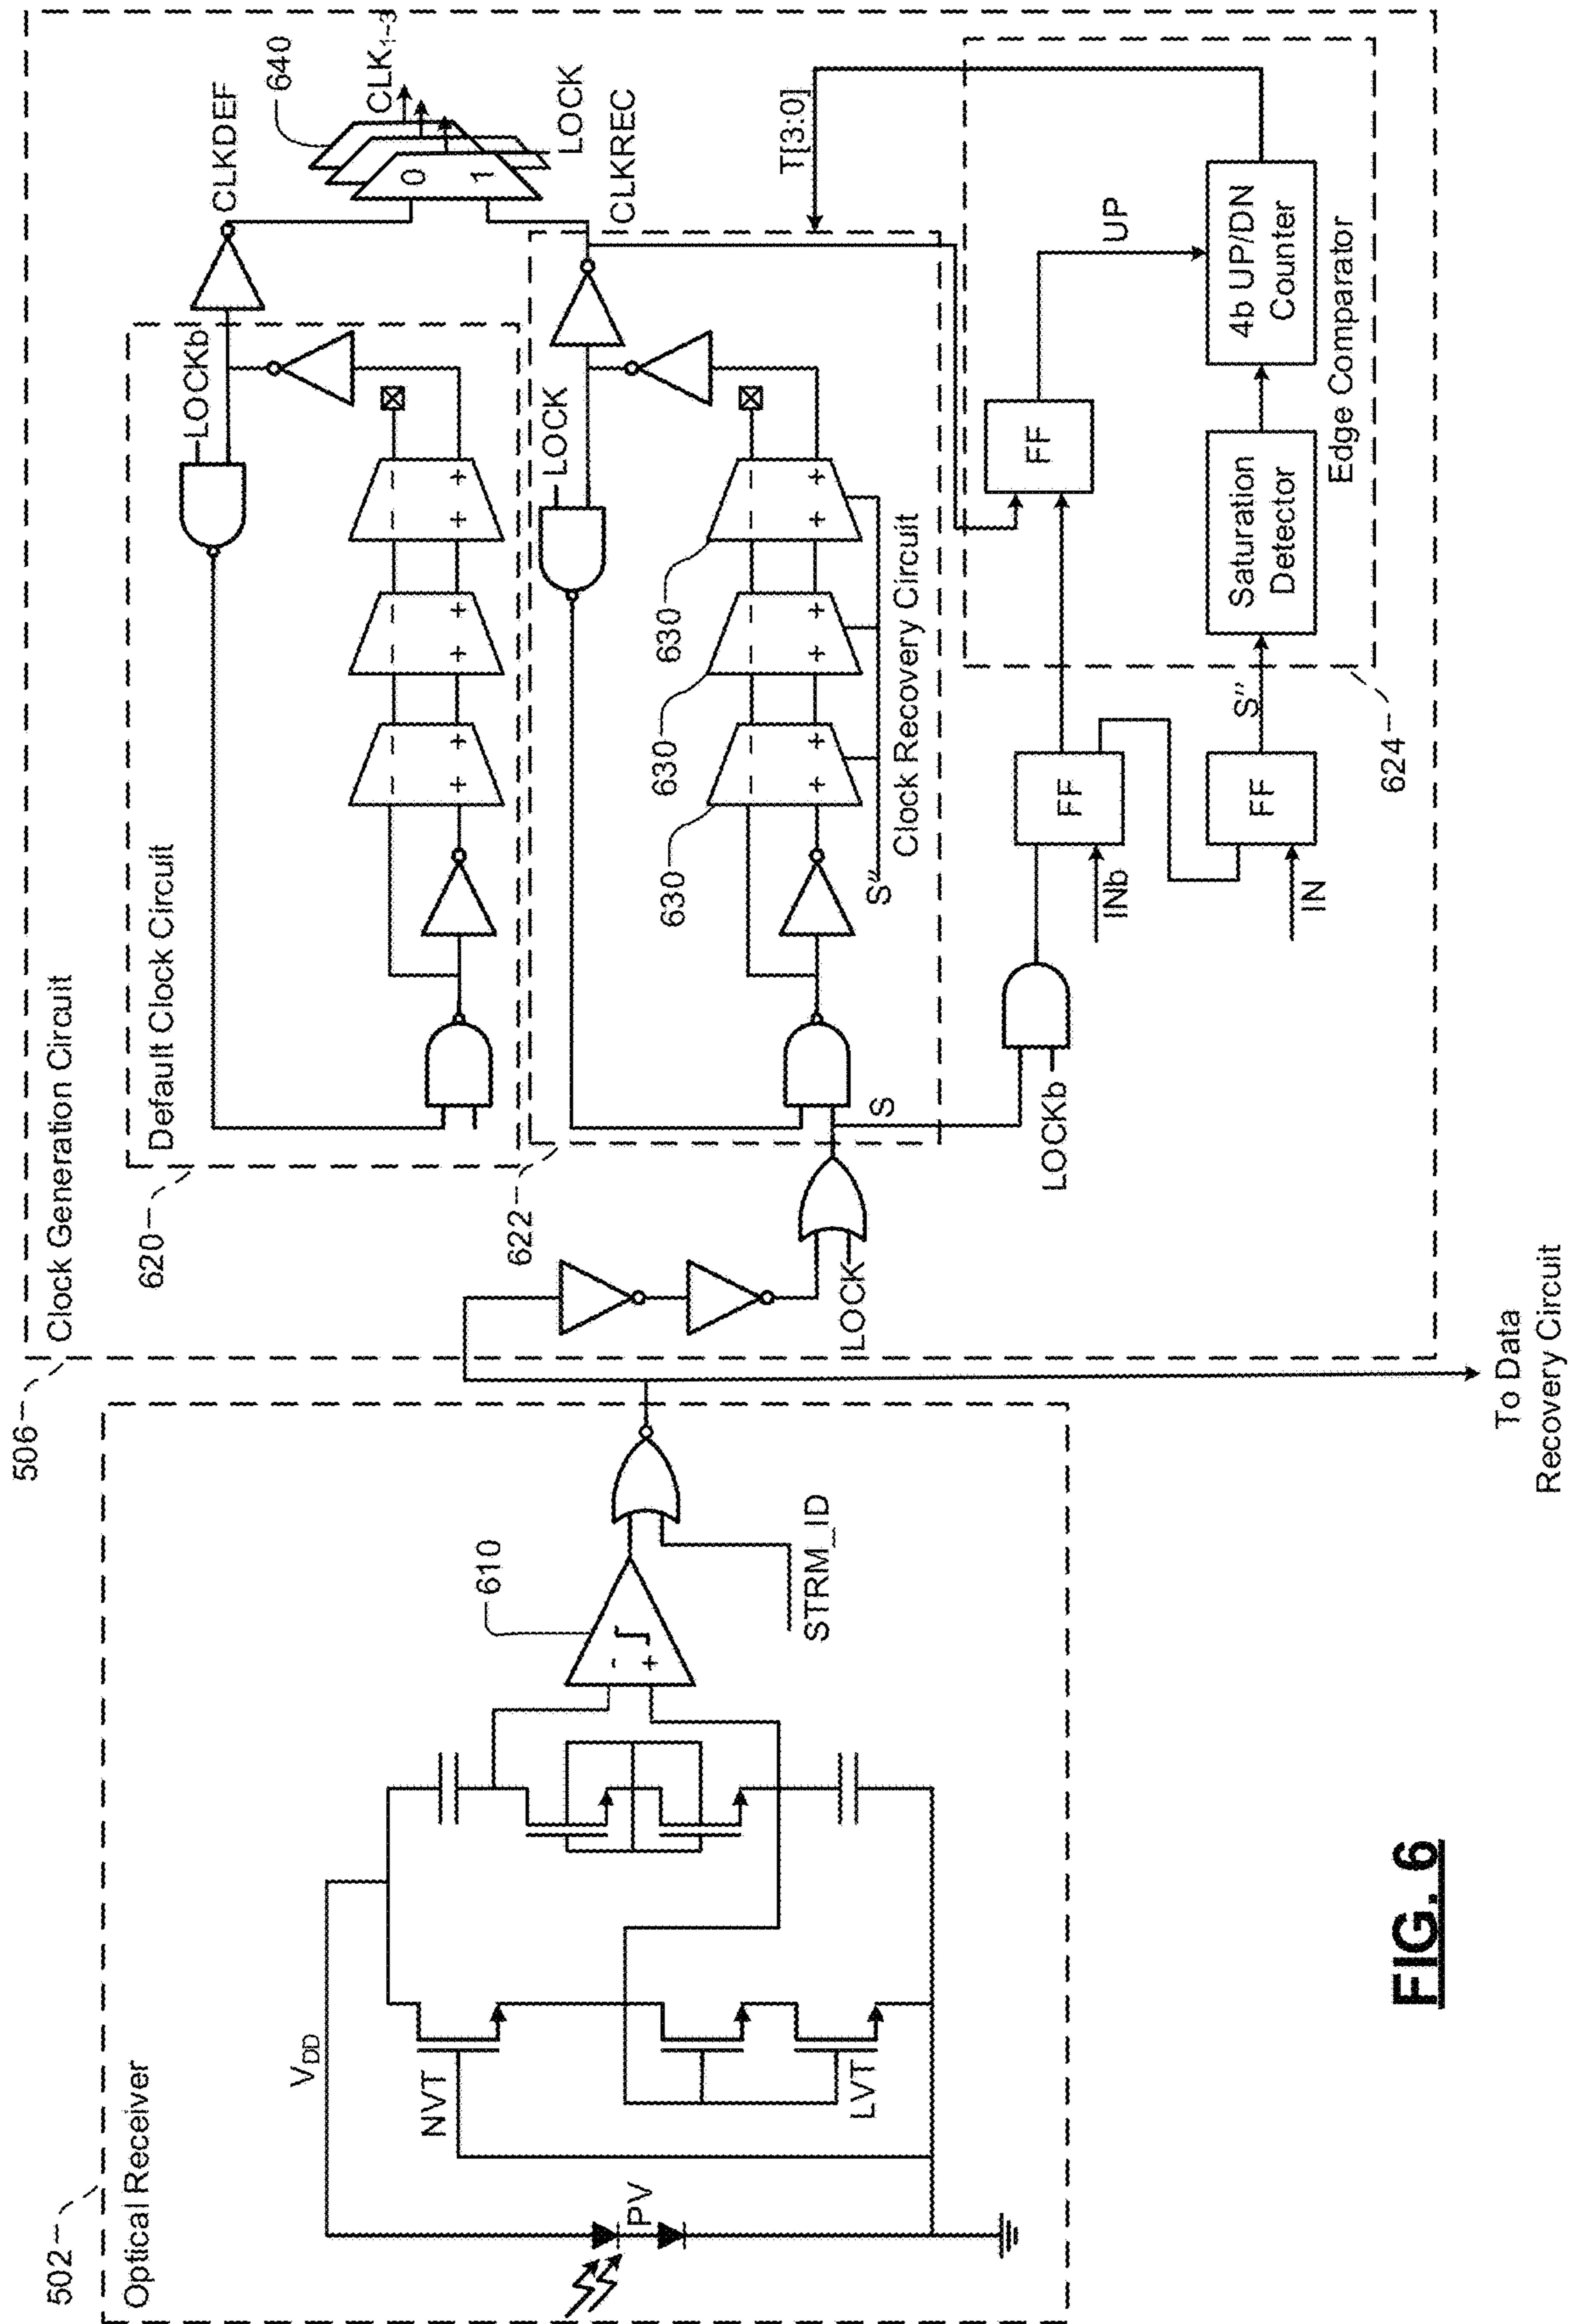 506
Clock Generation Circuit
620
Default Clock Circuit
LOCKb
CLKDEF
640
CLK1~3
0
1
LOCK
CLKREC
622
LOCK
-
-
-
-
-
-
+
+
+
+
+
+
-
-
-
-
-
-
+
+
+
+
+
+
630
630
630
S"
Clock Recovery Circuit
S
LOCK
LOCKb
INb
FF
IN
FF
S"
624
FF
UP
T[3:0]
Saturation
Detector
4b UP/DN
Counter
Edge Comparator
To Data
Recovery Circuit
502
Optical Receiver
VDD
PV
NVT
LVT
610
-
+
STRM_ID
FIG. 6